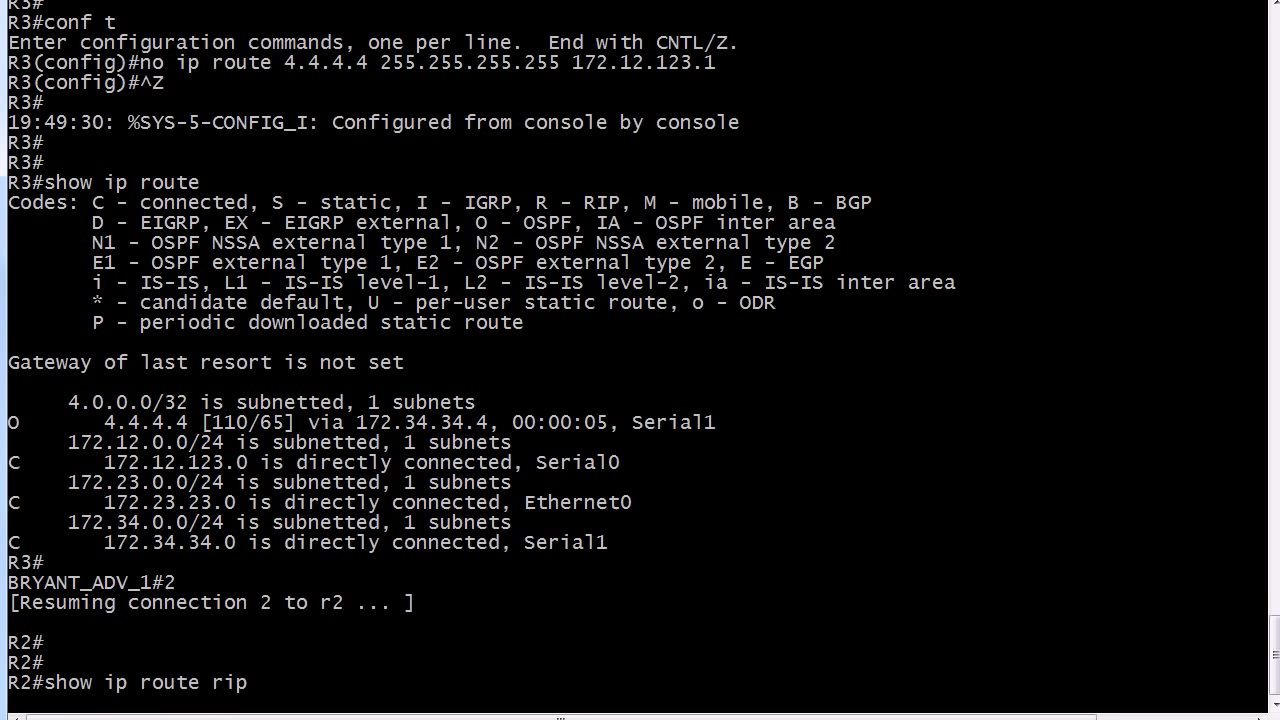 R3#
R3#conf t
Enter configuration commands, one per line.  End with CNTL/Z.
R3(config)#no ip route 4.4.4.4 255.255.255.255 172.12.123.1
R3(config)#^Z
R3#
19:49:30: %SYS-5-CONFIG_I: Configured from console by console
R3#
R3#
R3#show ip route
Codes: C - connected, S - static, I - IGRP, R - RIP, M - mobile, B - BGP
       D - EIGRP, EX - EIGRP external, O - OSPF, IA - OSPF inter area
       N1 - OSPF NSSA external type 1, N2 - OSPF NSSA external type 2
       E1 - OSPF external type 1, E2 - OSPF external type 2, E - EGP
       i - IS-IS, L1 - IS-IS level-1, L2 - IS-IS level-2, ia - IS-IS inter area
       * - candidate default, U - per-user static route, o - ODR
       P - periodic downloaded static route

Gateway of last resort is not set

     4.0.0.0/32 is subnetted, 1 subnets
O       4.4.4.4 [110/65] via 172.34.34.4, 00:00:05, Serial1
     172.12.0.0/24 is subnetted, 1 subnets
C       172.12.123.0 is directly connected, Serial0
     172.23.0.0/24 is subnetted, 1 subnets
C       172.23.23.0 is directly connected, Ethernet0
     172.34.0.0/24 is subnetted, 1 subnets
C       172.34.34.0 is directly connected, Serial1
R3#
BRYANT_ADV_1#2
[Resuming connection 2 to r2 ... ]

R2#
R2#
R2#show ip route rip